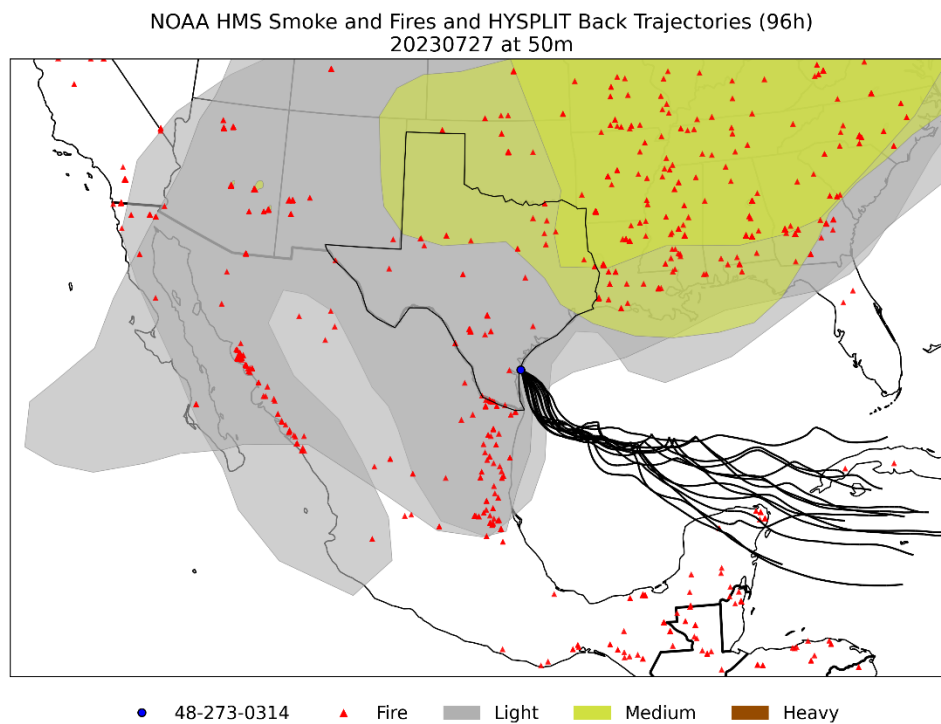 NOAA HMS Smoke and Fires and HYSPLIT Back Trajectories (96h)
20230727 at 50m
48-273-0314 Fire Light Medium Heavy